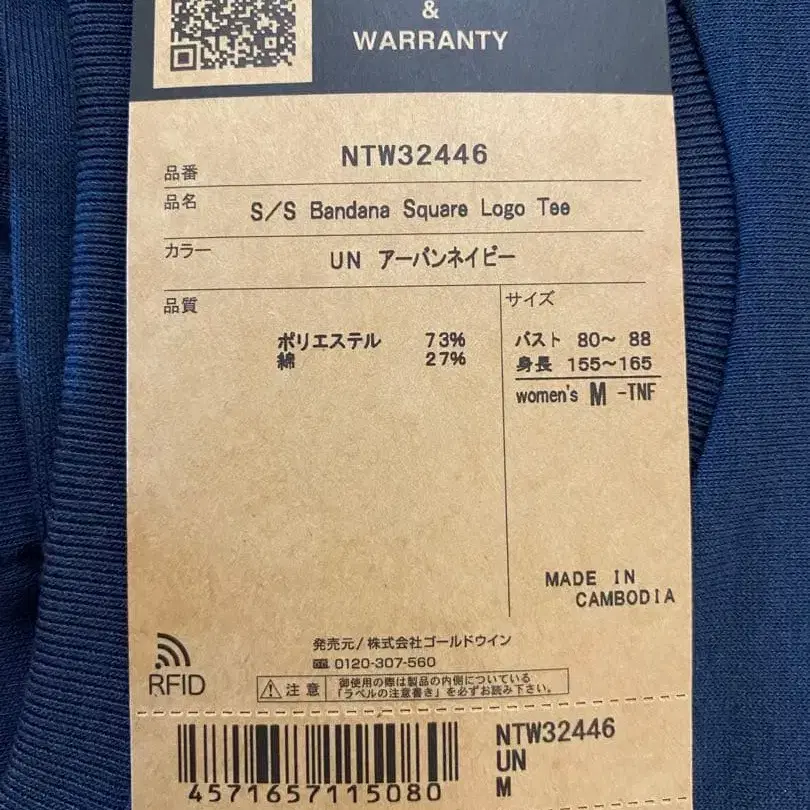 &
WARRANTY
品番 NTW32446
品名 S/S Bandana Square Logo Tee
カラー UN アーバンネイビー
品質
ポリエステル 73%
綿 27%
サイズ
バスト 80〜 88
身長 155〜165
women's M -TNF
MADE IN
CAMBODIA
発売元/株式会社ゴールドウイン
0120-307-560
RFID
注意
御使用の際は製品の内側についている
「ラベルの注意書き」を必ずお読み下さい。
NTW32446
UN
M
4571657115080